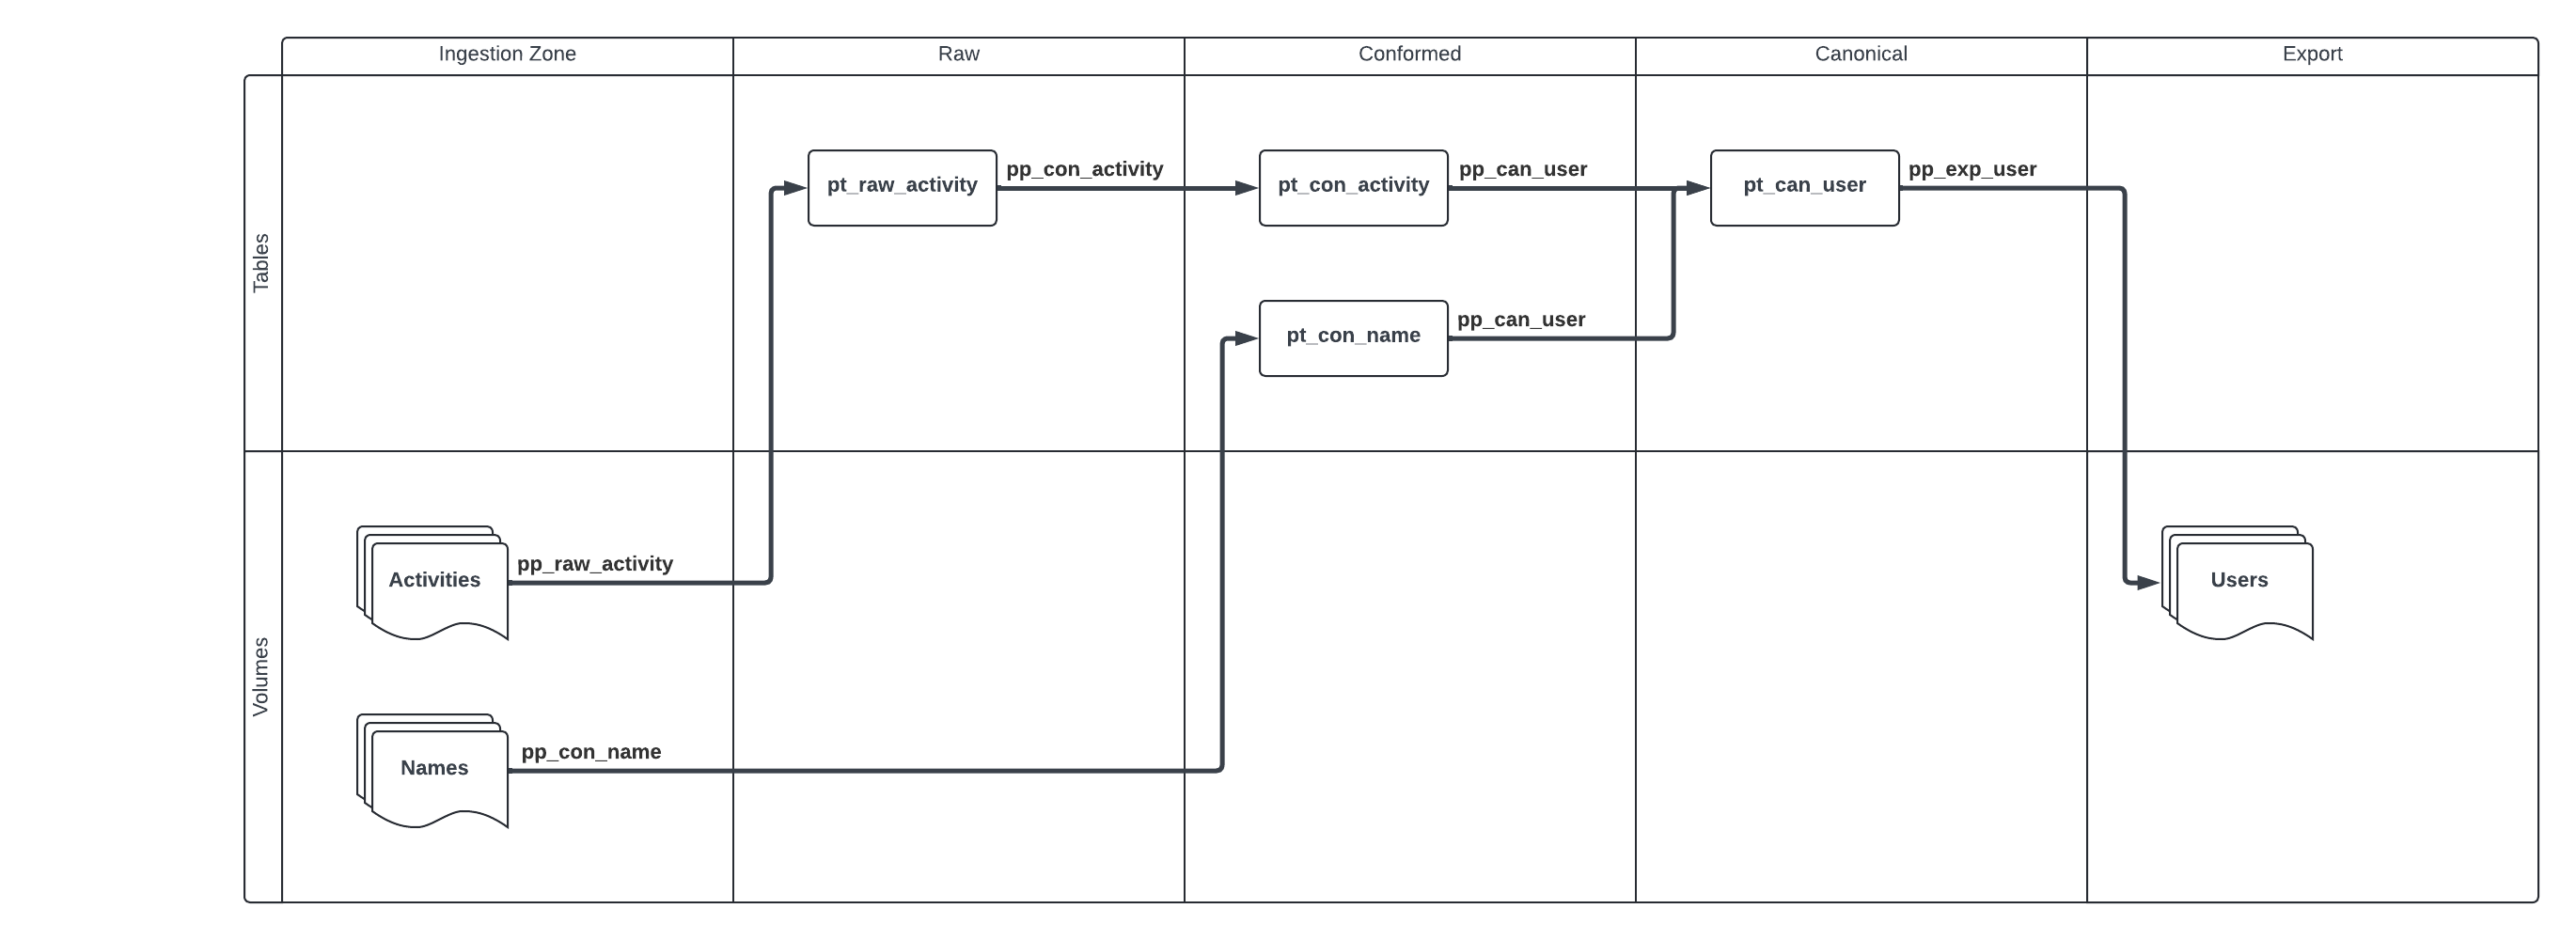 Ingestion Zone
Raw
Conformed
Canonical
Export
Tables
pt_raw_activity
pp_con_activity
pt_con_activity
pp_can_user
pt_can_user
pp_exp_user
pt_con_name
pp_can_user
Volumes
Activities
pp_raw_activity
Users
Names
pp_con_name